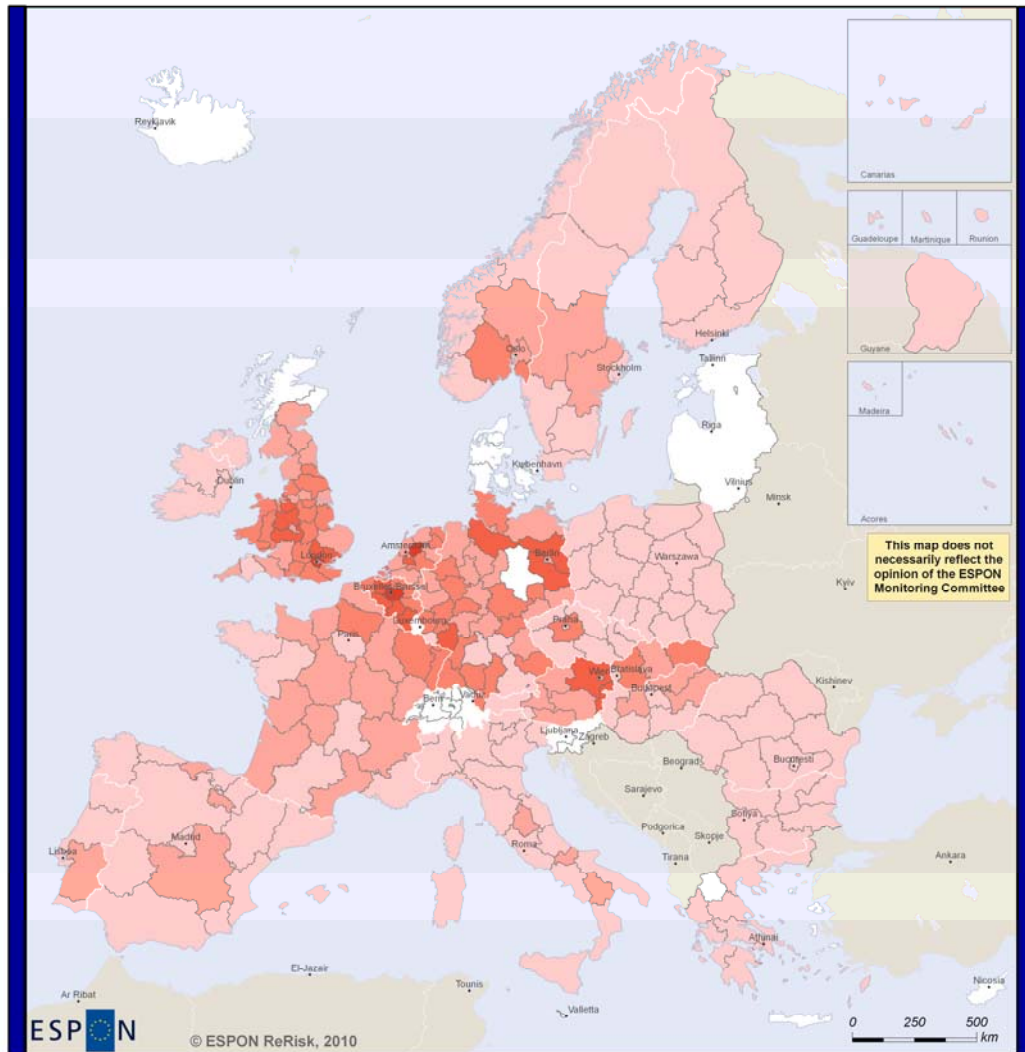 Canarias
Reykjavik
Guadeloupe
Martinique
Runion
Helsinki
Tallinn
Oslo
Stockholm
Guyane
Madeira
Riga
København
Vilnius
Minsk
Dublin
Acores
Amsterdam
Berlin
London
Warszawa
This map does not
necessarily reflect the
opinion of the ESPON
Monitoring Committee
Kyiv
Luxembourg
Praha
Paris
Wien
Bratislava
Budapest
Kishinev
Bern
Vaduz
Ljubljana
Zagreb
Beograd
Bucuresti
Sarajevo
Sofiya
Podgorica
Skopje
Madrid
Roma
Lisboa
Tirana
Ankara
Athinai
El-Jazair
Tounis
Nicosia
Ar Ribat
Valletta
ESPON
© ESPON ReRisk, 2010
0 250 500
km